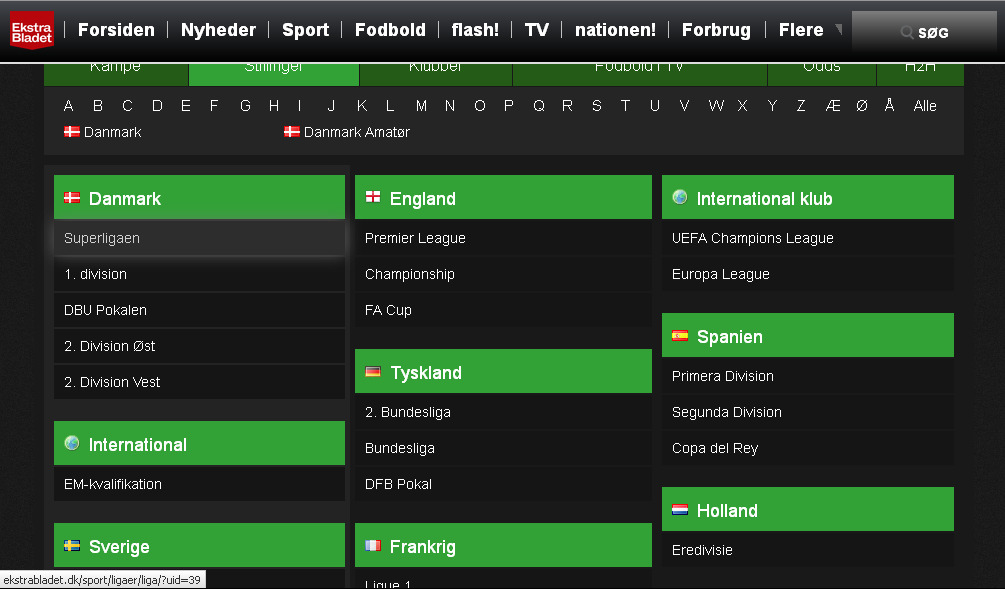 Ekstra Bladet Forsiden Nyheder Sport Fodbold flash! TV nationen! Forbrug Flere SØG
Kampe Stillinger Klubber Fodbold i TV Odds H2H
A B C D E F G H I J K L M N O P Q R S T U V W X Y Z Æ Ø Å Alle
Danmark Danmark Amatør
Danmark
Superligaen
1. division
DBU Pokalen
2. Division Øst
2. Division Vest
International
EM-kvalifikation
Sverige
England
Premier League
Championship
FA Cup
Tyskland
2. Bundesliga
Bundesliga
DFB Pokal
Frankrig
Ligue 1
International klub
UEFA Champions League
Europa League
Spanien
Primera Division
Segunda Division
Copa del Rey
Holland
Eredivisie
ekstrabladet.dk/sport/ligaer/liga/?uid=39